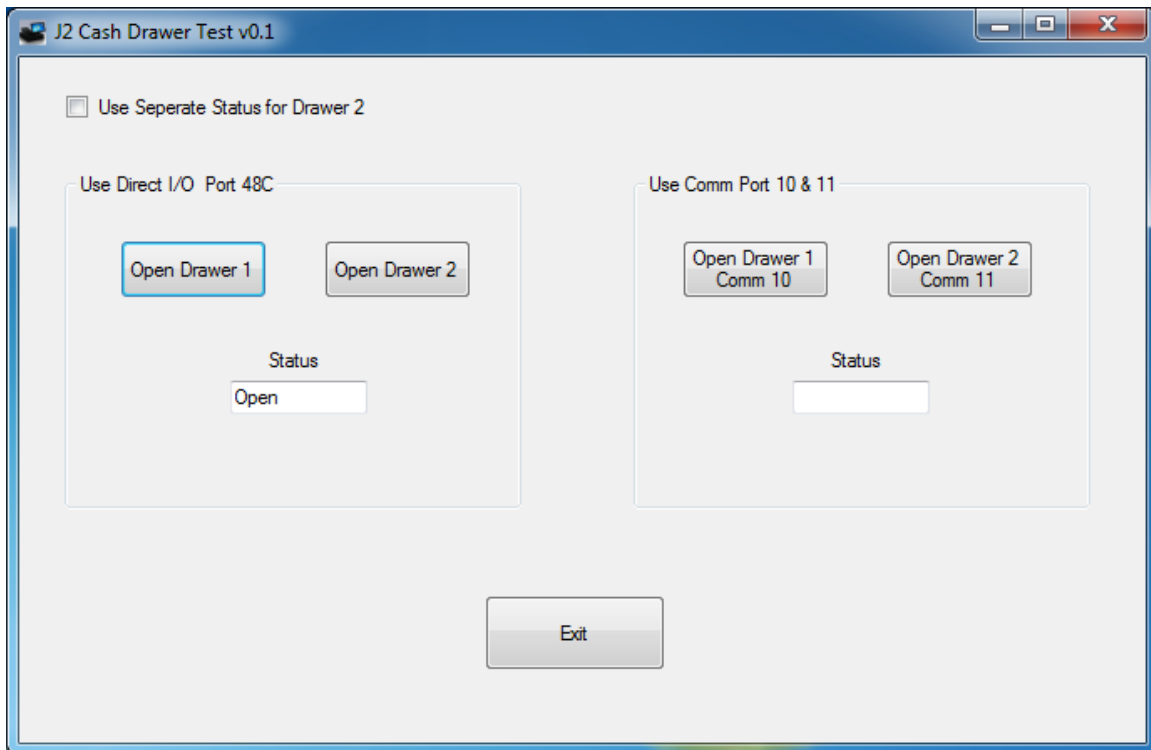 J2 Cash Drawer Test v0.1
Use Seperate Status for Drawer 2
Use Direct I/O Port 48C
Open Drawer 1
Open Drawer 2
Status
Open
Use Comm Port 10 & 11
Open Drawer 1
Comm 10
Open Drawer 2
Comm 11
Status
Exit